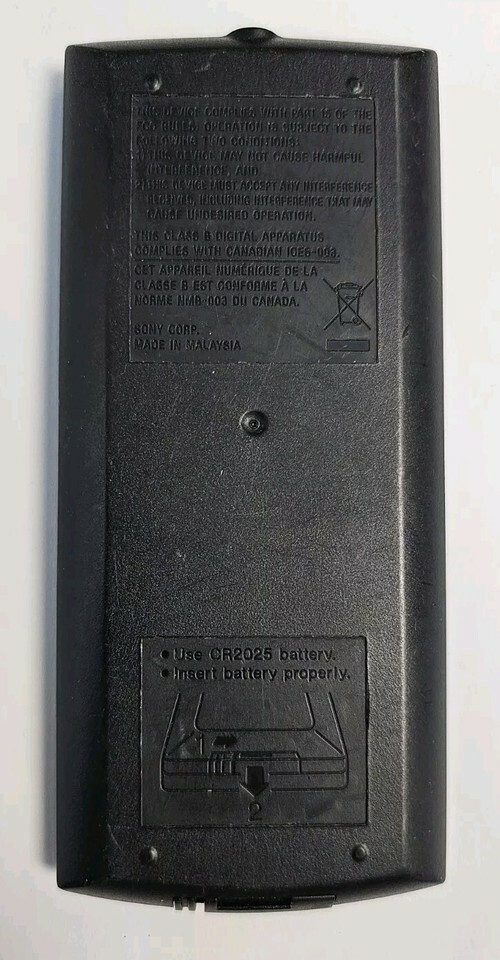 THIS DEVICE COMPLIES WITH PART 15 OF THE
FCC RULES. OPERATION IS SUBJECT TO THE
FOLLOWING TWO CONDITIONS:
1) THIS DEVICE MAY NOT CAUSE HARMFUL
INTERFERENCE, AND
2) THIS DEVICE MUST ACCEPT ANY INTERFERENCE
RECEIVED, INCLUDING INTERFERENCE THAT MAY
CAUSE UNDESIRED OPERATION.
THIS CLASS B DIGITAL APPARATUS
COMPLIES WITH CANADIAN ICES-003.
CET APPAREIL NUMÉRIQUE DE LA
CLASSE B EST CONFORME À LA
NORME NMB-003 DU CANADA.
SONY CORP.
MADE IN MALAYSIA
• Use CR2025 battery.
• Insert battery properly.
1
2